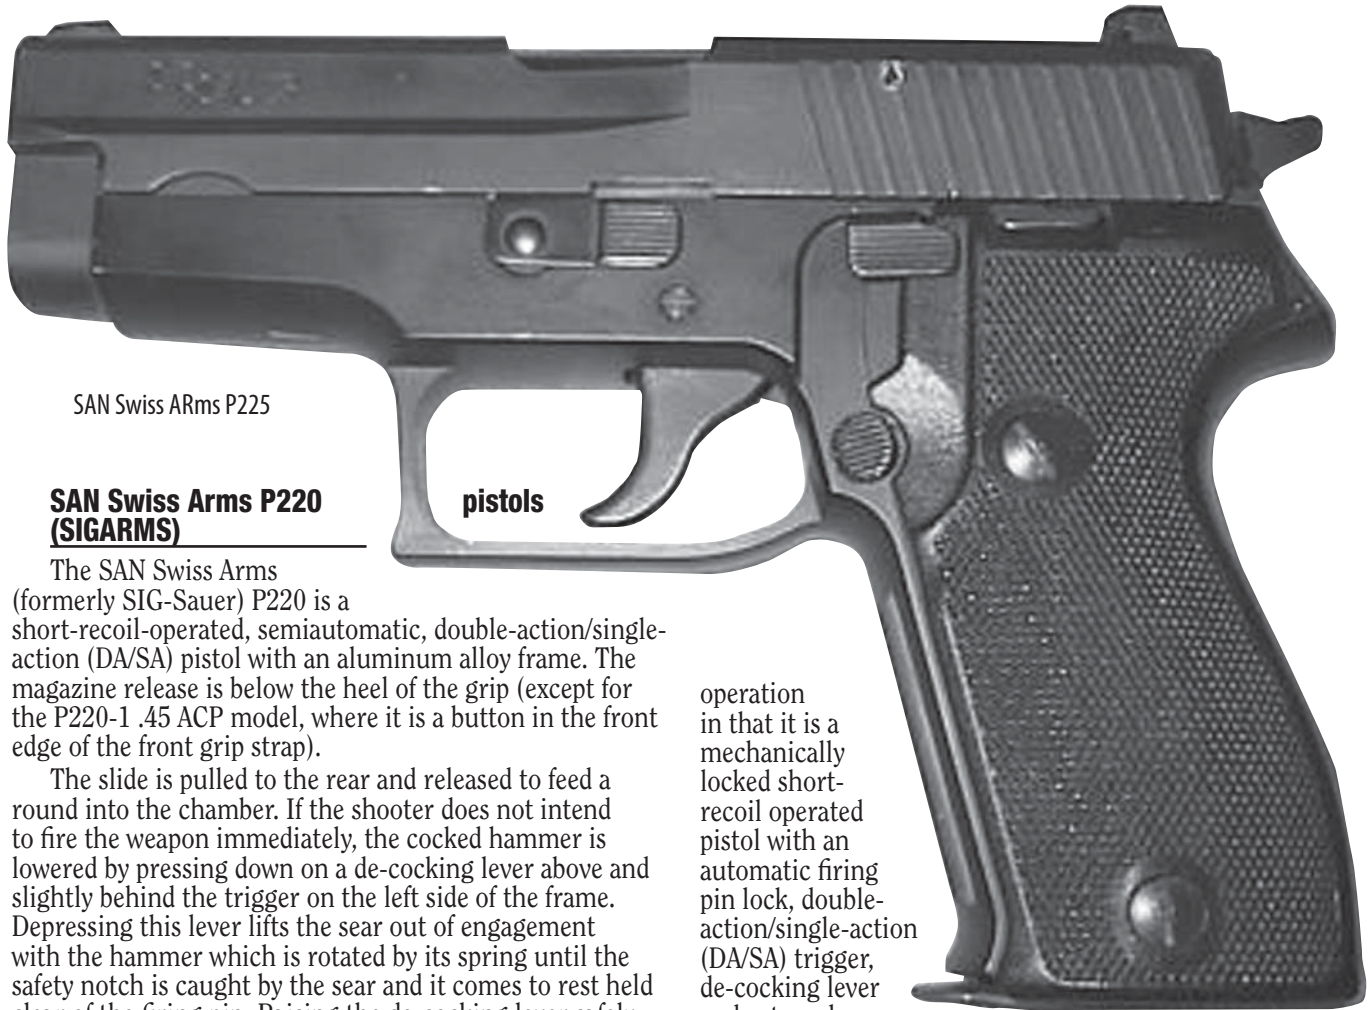 SAN Swiss ARms P225
SAN Swiss Arms P220
(SIGARMS)
pistols
The SAN Swiss Arms
(formerly SIG-Sauer) P220 is a
short-recoil-operated, semiautomatic, double-action/single-
action (DA/SA) pistol with an aluminum alloy frame. The
magazine release is below the heel of the grip (except for
the P220-1 .45 ACP model, where it is a button in the front
edge of the front grip strap).
The slide is pulled to the rear and released to feed a
round into the chamber. If the shooter does not intend
to fire the weapon immediately, the cocked hammer is
lowered by pressing down on a de-cocking lever above and
slightly behind the trigger on the left side of the frame.
Depressing this lever lifts the sear out of engagement
with the hammer which is rotated by its spring until the
safety notch is caught by the sear and it comes to rest held
operation
in that it is a
mechanically
locked short-
recoil operated
pistol with an
automatic firing
pin lock, double-
action/single-action
(DA/SA) trigger,
de-cocking lever